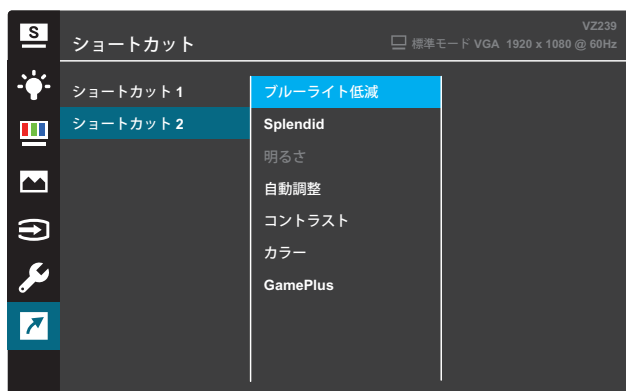 S
VZ239
ショートカット
標準モード VGA 1920 x 1080 @ 60Hz
ショートカット 1
ショートカット 2
ブルーライト低減
Splendid
明るさ
自動調整
コントラスト
カラー
GamePlus